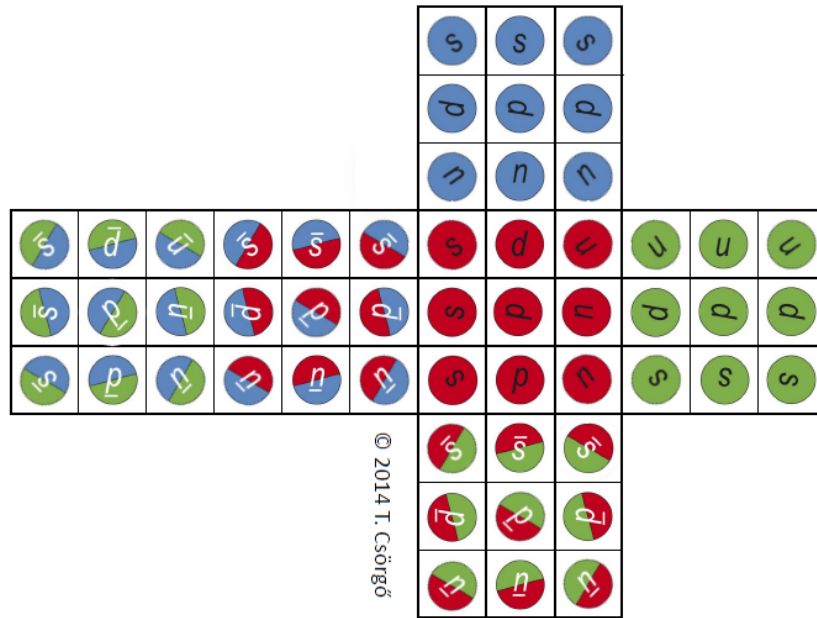 s s s
d d d
u u u
s̄ d̄ ū s̄ s̄ s̄ s d u u u u
s̄ d̄ ū d̄ d̄ d̄ s d u d d d
s̄ d̄ ū ū ū ū s d u s s s
s̄ s̄ s̄
d̄ d̄ d̄
ū ū ū
© 2014 T. Csörgő